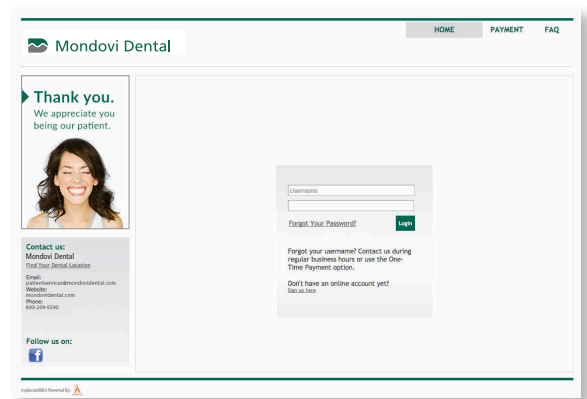 Mondovi Dental
HOME PAYMENT FAQ
Thank you.
We appreciate you
being our patient.
Username
Forgot Your Password? Login
Forgot your username? Contact us during
regular business hours or use the One-
Time Payment option.
Don't have an online account yet?
Sign up here
Contact us:
Mondovi Dental
Find Your Dental Location
Email:
patientservices@mondovidental.com
Website:
mondovidental.com
Phone:
Follow us on:
Powered by: